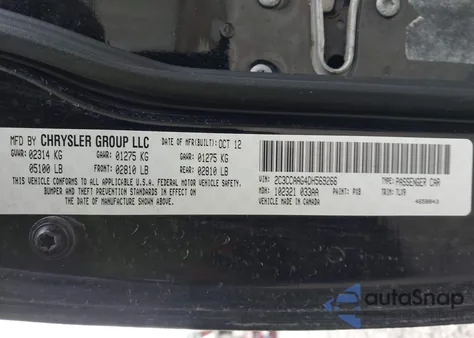 MFD BY CHRYSLER GROUP LLC DATE OF MFR(BUILT): OCT 12
GVWR: 02314 KG GAWR: 01275 KG GAWR: 01275 KG
05100 LB FRONT: 02810 LB REAR: 02810 LB
THIS VEHICLE CONFORMS TO ALL APPLICABLE U.S.A. FEDERAL MOTOR VEHICLE SAFETY,
BUMPER AND THEFT PREVENTION STANDARDS IN EFFECT ON THE DATE OF MANUFACTURE SHOWN ABOVE.
VIN: 2C3CCAAG4DH569266 TYPE: PASSENGER CAR
MDH: 102321 033AA PAINT: PX8 TRIM: TLX9
VEHICLE MADE IN CANADA
autoSnap